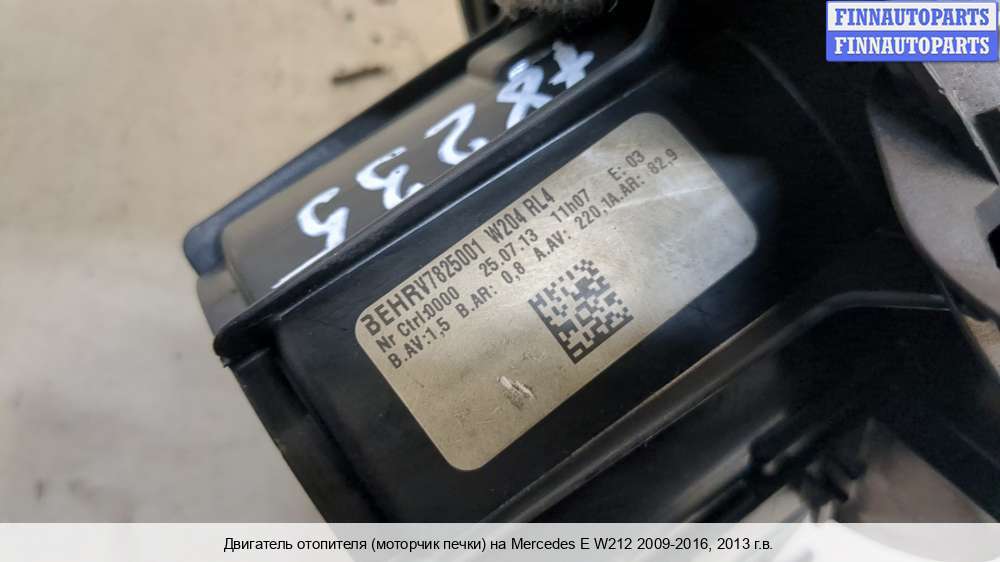 FINNAUTOPARTS
FINNAUTOPARTS
+8235
BEHRV7825001 W204 RL4
Nr Ctrl:0000 25.07.13 11h07 E: 03
B.AV:1,5 B.AR: 0,8 A.AV: 220,1A.AR: 82,9
Двигатель отопителя (моторчик печки) на Mercedes E W212 2009-2016, 2013 г.в.